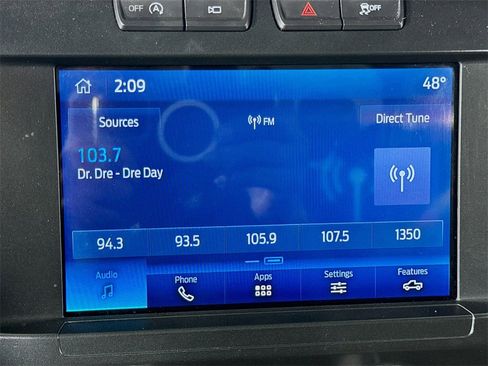 OFF OFF
2:09 48°
Sources FM Direct Tune
103.7
Dr. Dre - Dre Day
94.3 93.5 105.9 107.5 1350
Audio Phone Apps Settings Features